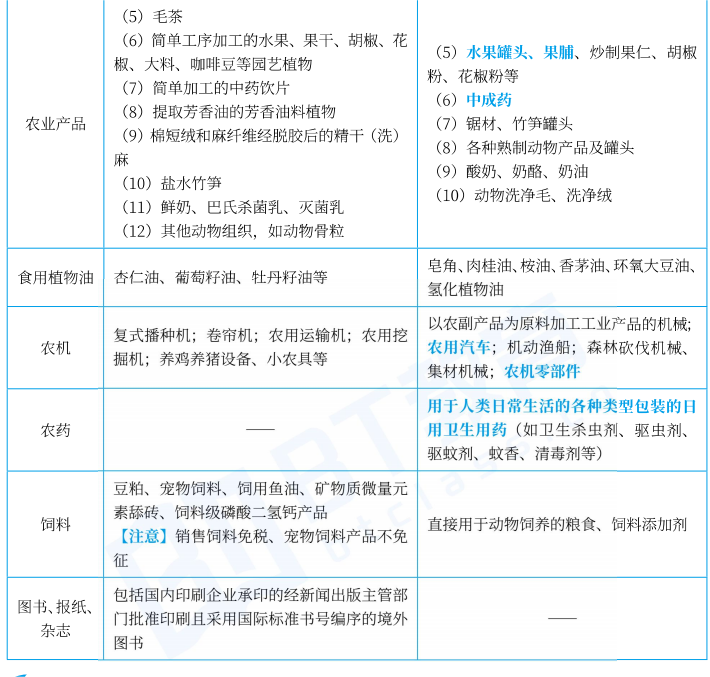 农业产品
（5）毛茶
（6）简单工序加工的水果、果干、胡椒、花
椒、大料、咖啡豆等园艺植物
（7）简单加工的中药饮片
（8）提取芳香油的芳香油料植物
（9）棉短绒和麻纤维经脱胶后的精干（洗）
麻
（10）盐水竹笋
（11）鲜奶、巴氏杀菌乳、灭菌乳
（12）其他动物组织，如动物骨粒
（5）水果罐头、果脯、炒制果仁、胡椒
粉、花椒粉等
（6）中成药
（7）锯材、竹笋罐头
（8）各种熟制动物产品及罐头
（9）酸奶、奶酪、奶油
（10）动物洗净毛、洗净绒
食用植物油
杏仁油、葡萄籽油、牡丹籽油等
皂角、肉桂油、桉油、香茅油、环氧大豆油、
氢化植物油
农机
复式播种机；卷帘机；农用运输机；农用挖
掘机；养鸡养猪设备、小农具等
以农副产品为原料加工工业产品的机械；
农用汽车；机动渔船；森林砍伐机械、
集材机械；农机零部件
农药
——
用于人类日常生活的各种类型包装的日
用卫生用药（如卫生杀虫剂、驱虫剂、
驱蚊剂、蚊香、清毒剂等）
饲料
豆粕、宠物饲料、饲用鱼油、矿物质微量元
素舔砖、饲料级磷酸二氢钙产品
【注意】销售饲料免税、宠物饲料产品不免
征
直接用于动物饲养的粮食、饲料添加剂
图书、报纸、
杂志
包括国内印刷企业承印的经新闻出版主管部
门批准印刷且采用国际标准书号编序的境外
图书
——